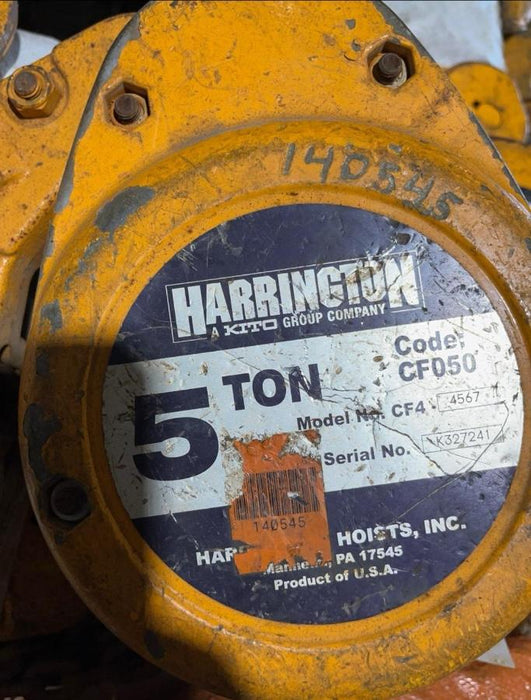 140545
HARRINGTON
A KITO GROUP COMPANY
5 TON
Code:
CF050
Model No. CF4 4567
Serial No. K327241
140545
HOISTS, INC.
PA 17545
Product of U.S.A.